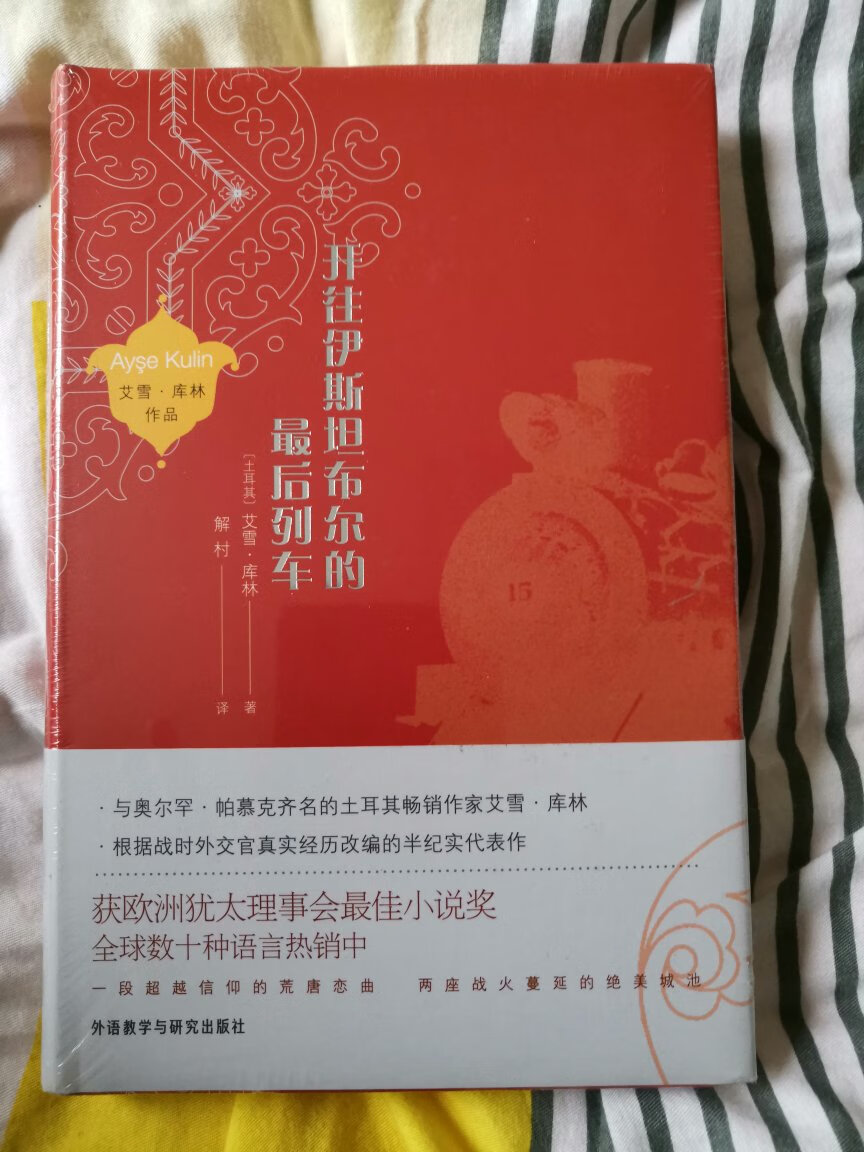 开往伊斯坦布尔的
最后列车
Ayşe Kulin
艾雪·库林
作品
〔土耳其〕艾雪·库林 著
解村 译
15
·与奥尔罕·帕慕克齐名的土耳其畅销作家艾雪·库林
·根据战时外交官真实经历改编的半纪实代表作
获欧洲犹太理事会最佳小说奖
全球数十种语言热销中
一段超越信仰的荒唐恋曲 两座战火蔓延的绝美城池
外语教学与研究出版社